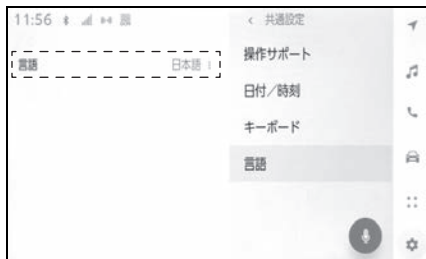 11:56
言語
日本語
共通設定
操作サポート
日付／時刻
キーボード
言語